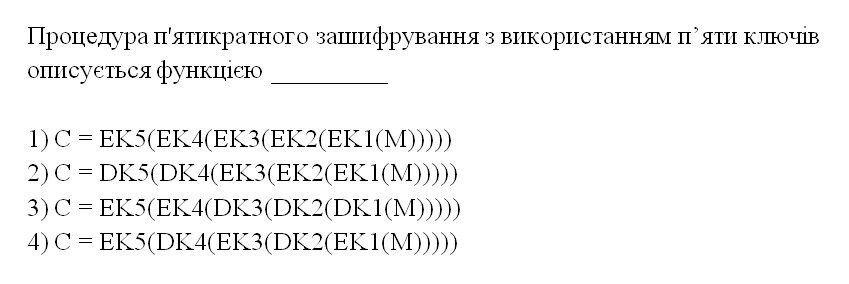 Процедура п'ятикратного зашифрування з використанням п’яти ключів
описується функцією _________
1) C = EK5(EK4(EK3(EK2(EK1(M)))))
2) C = DK5(DK4(EK3(EK2(EK1(M)))))
3) C = EK5(EK4(DK3(DK2(DK1(M)))))
4) C = EK5(DK4(EK3(DK2(EK1(M)))))